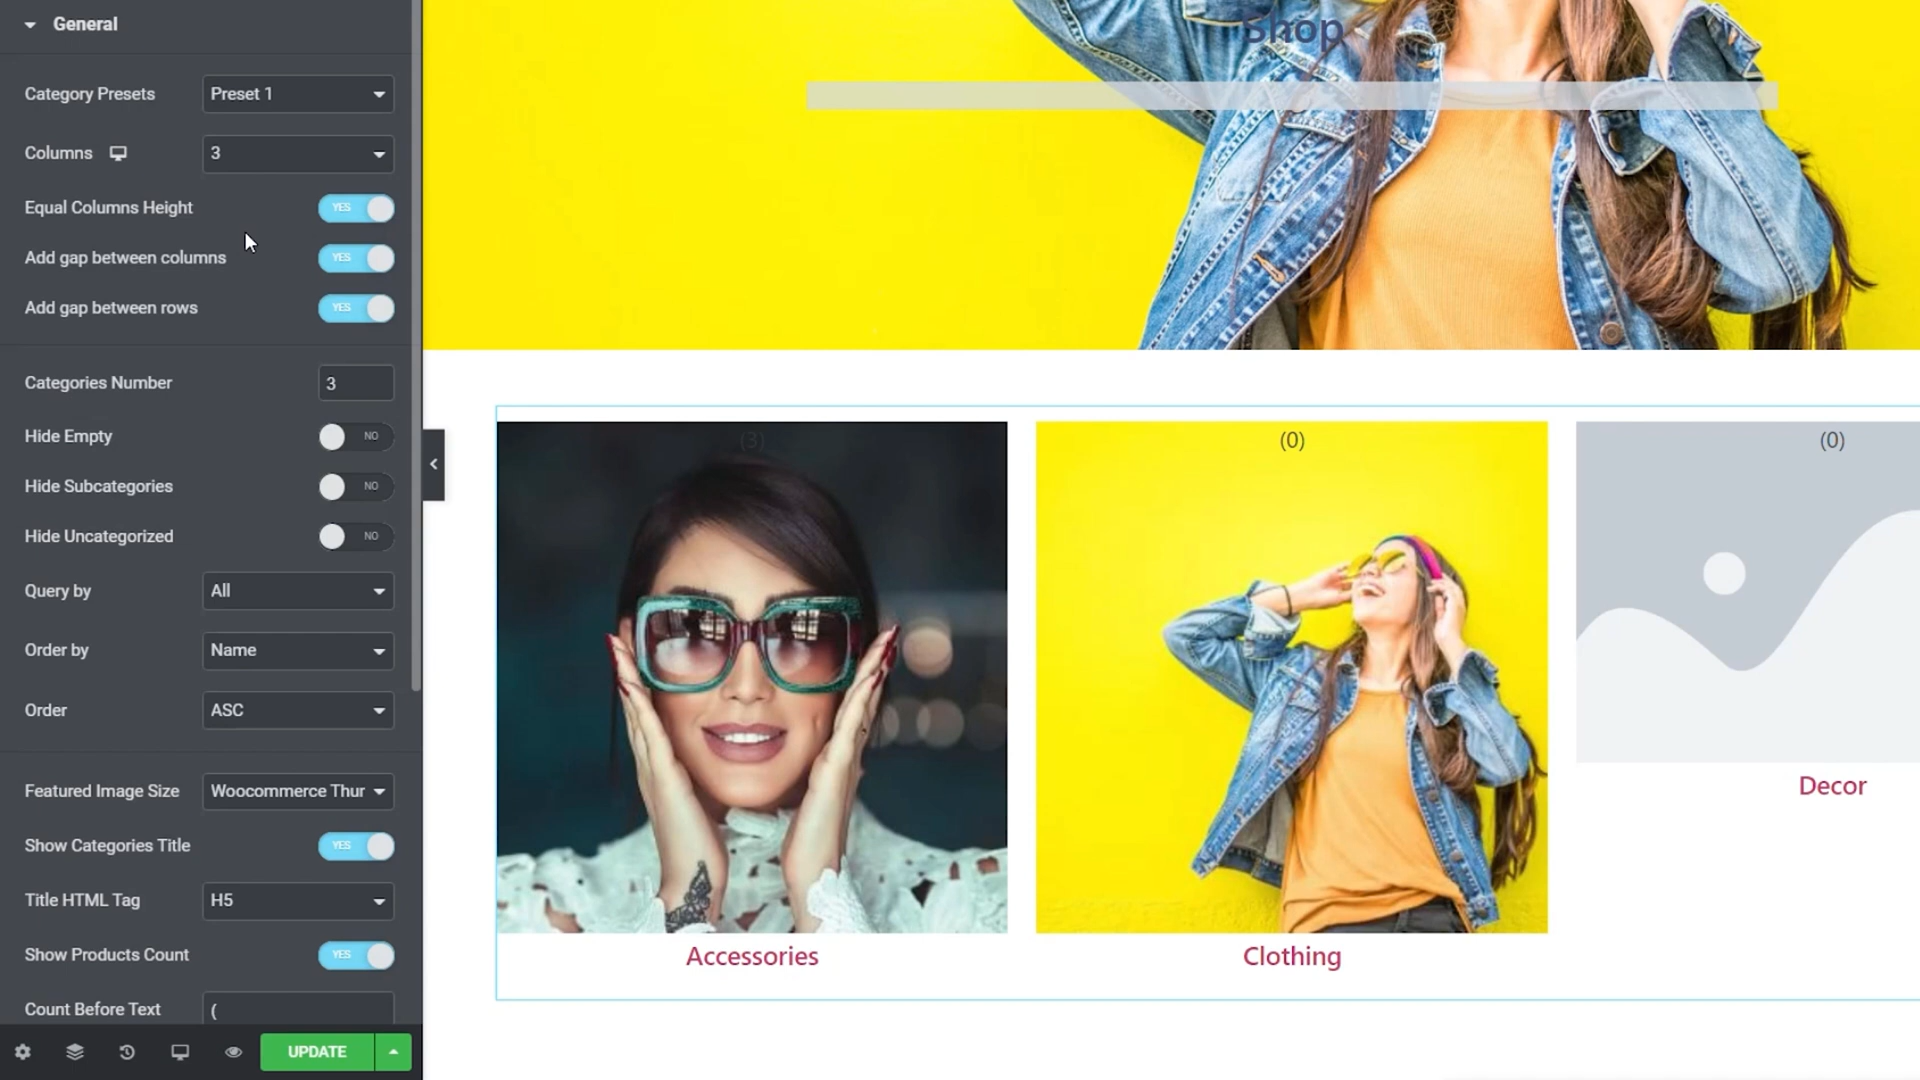 General
Category Presets
Preset 1
Columns
3
Equal Columns Height
YES
Add gap between columns
YES
Add gap between rows
YES
Categories Number
3
Hide Empty
NO
Hide Subcategories
NO
Hide Uncategorized
NO
Query by
All
Order by
Name
Order
ASC
Featured Image Size
Woocommerce Thur
Show Categories Title
YES
Title HTML Tag
H5
Show Products Count
YES
Count Before Text
(
UPDATE
Shop
(3)
Accessories
(0)
Clothing
(0)
Decor